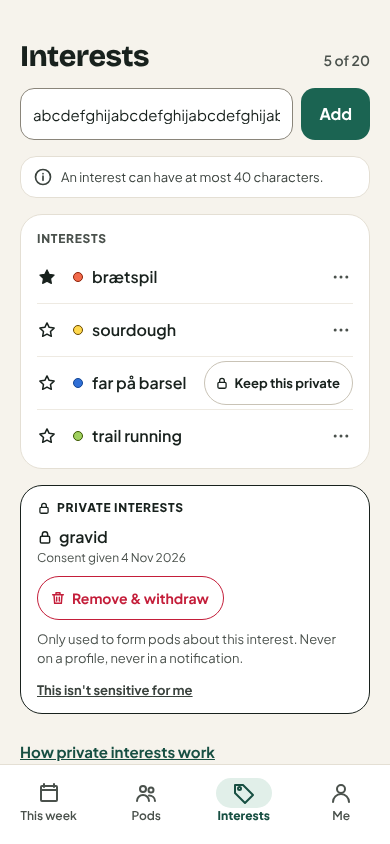 Interests
5 of 20
abcdefghijabcdefghijabcdefghijab
Add
An interest can have at most 40 characters.
INTERESTS
brætspil
sourdough
far på barsel
Keep this private
trail running
PRIVATE INTERESTS
gravid
Consent given 4 Nov 2026
Remove & withdraw
Only used to form pods about this interest. Never
on a profile, never in a notification.
This isn't sensitive for me
How private interests work
This week
Pods
Interests
Me